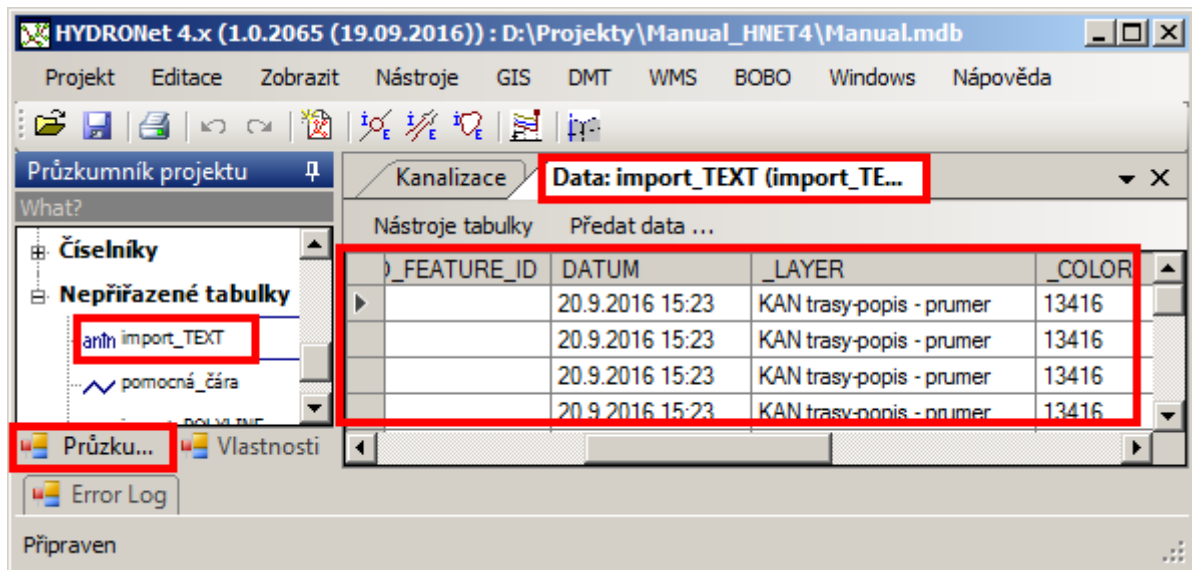 HYDRONet 4.x (1.0.2065 (19.09.2016)) : D:\Projekty\Manual_HNET4\Manual.mdb
Projekt Editace Zobrazit Nástroje GIS DMT WMS BOBO Windows Nápověda
Průzkumník projektu
What?
Číselníky
Nepřiřazené tabulky
import_TEXT
pomocná_čára
Průzku... Vlastnosti
Kanalizace Data: import_TEXT (import_TE...
Nástroje tabulky Předat data ...
_FEATURE_ID DATUM _LAYER _COLOR
20.9.2016 15:23 KAN trasy-popis - prumer 13416
20.9.2016 15:23 KAN trasy-popis - prumer 13416
20.9.2016 15:23 KAN trasy-popis - prumer 13416
20.9.2016 15:23 KAN trasy-popis - prumer 13416
Error Log
Připraven